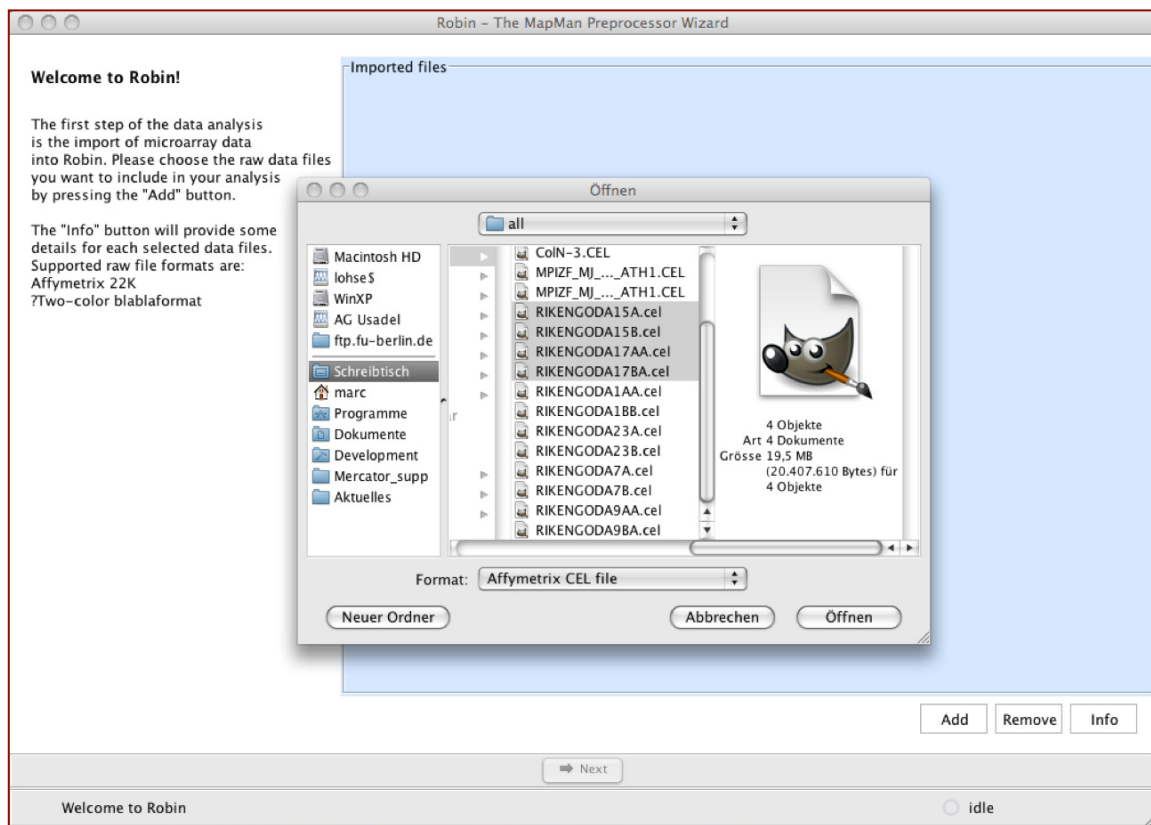 Robin – The MapMan Preprocessor Wizard
Welcome to Robin!
The first step of the data analysis
is the import of microarray data
into Robin. Please choose the raw data files
you want to include in your analysis
by pressing the "Add" button.
The "Info" button will provide some
details for each selected data files.
Supported raw file formats are:
Affymetrix 22K
?Two-color blablaformat
Imported files
Öffnen
all
Macintosh HD
lohse$
WinXP
AG Usadel
ftp.fu-berlin.de
Schreibtisch
marc
Programme
Dokumente
Development
Mercator_supp
Aktuelles
ColN-3.CEL
MPIZF_MJ_..._ATH1.CEL
MPIZF_MJ_..._ATH1.CEL
RIKENGODA15A.cel
RIKENGODA15B.cel
RIKENGODA17AA.cel
RIKENGODA17BA.cel
RIKENGODA1AA.cel
RIKENGODA1BB.cel
RIKENGODA23A.cel
RIKENGODA23B.cel
RIKENGODA7A.cel
RIKENGODA7B.cel
RIKENGODA9AA.cel
RIKENGODA9BA.cel
4 Objekte
Art 4 Dokumente
Grösse 19,5 MB
(20.407.610 Bytes) für
4 Objekte
Format: Affymetrix CEL file
Neuer Ordner
Abbrechen
Öffnen
Add
Remove
Info
Next
Welcome to Robin
idle